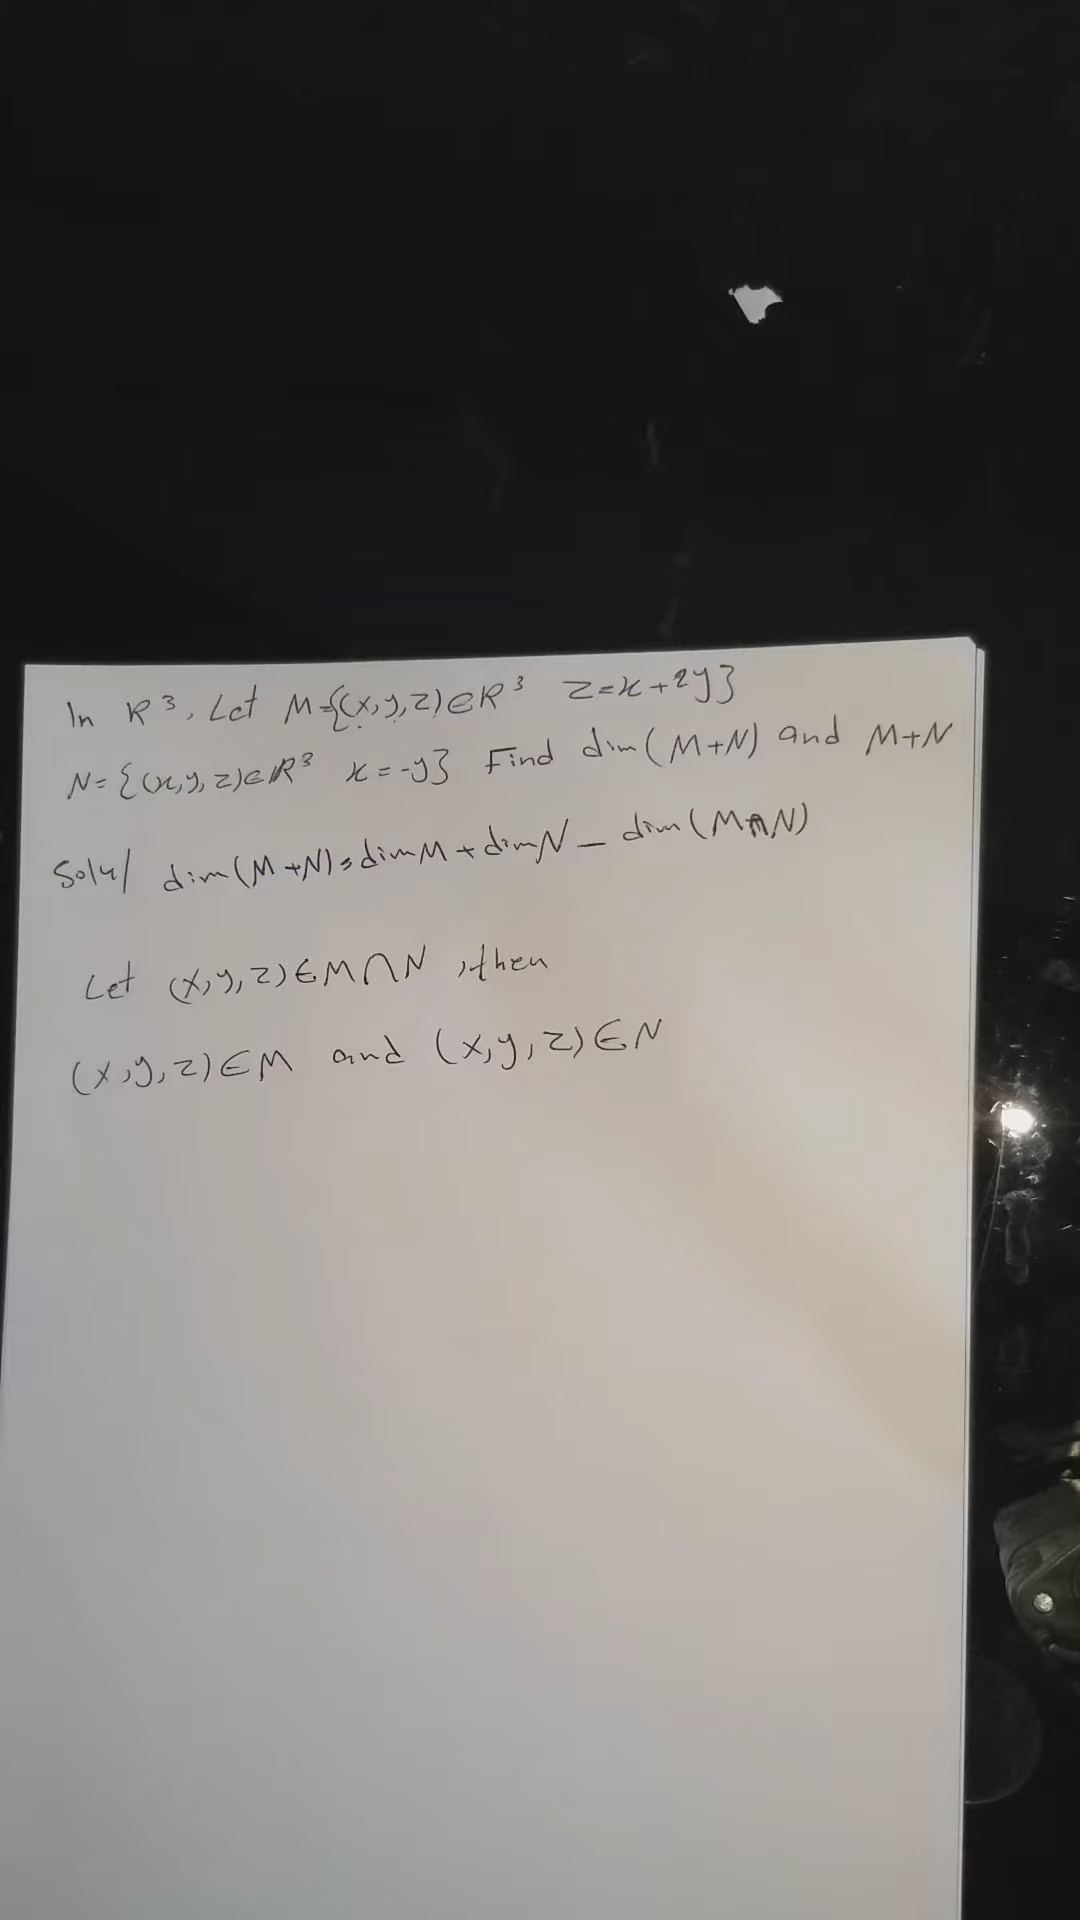 In R³, Let M={(x,y,z)∈R³ z=x+2y}
N={(x,y,z)∈R³ x=-y} Find dim(M+N) and M+N
Solu/ dim(M+N)=dimM+dimN-dim(M∩N)
Let (x,y,z)∈M∩N, then
(x,y,z)∈M and (x,y,z)∈N